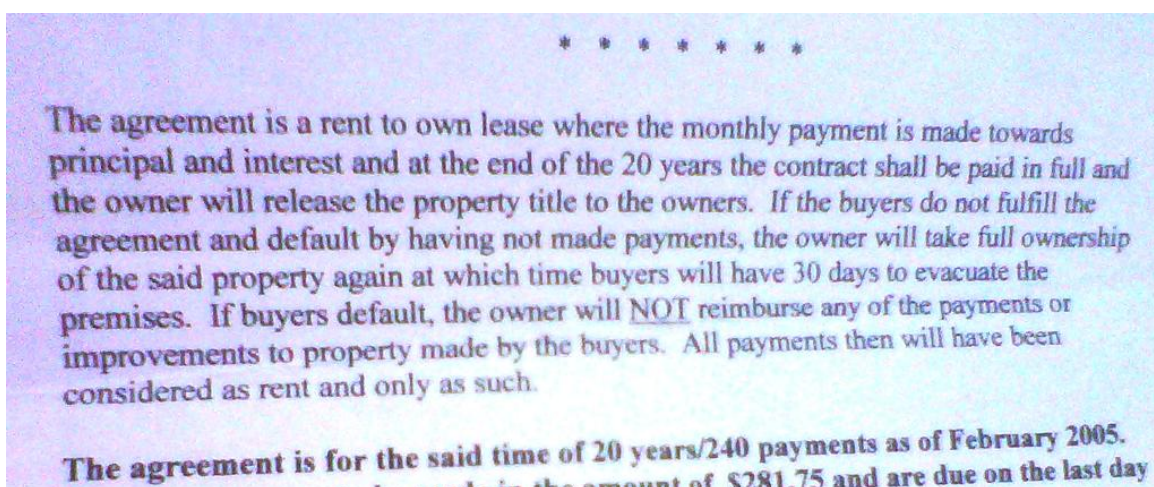 * * * * * * *
The agreement is a rent to own lease where the monthly payment is made towards
principal and interest and at the end of the 20 years the contract shall be paid in full and
the owner will release the property title to the owners. If the buyers do not fulfill the
agreement and default by having not made payments, the owner will take full ownership
of the said property again at which time buyers will have 30 days to evacuate the
premises. If buyers default, the owner will NOT reimburse any of the payments or
improvements to property made by the buyers. All payments then will have been
considered as rent and only as such.
The agreement is for the said time of 20 years/240 payments as of February 2005.
in the amount of $281.75 and are due on the last day